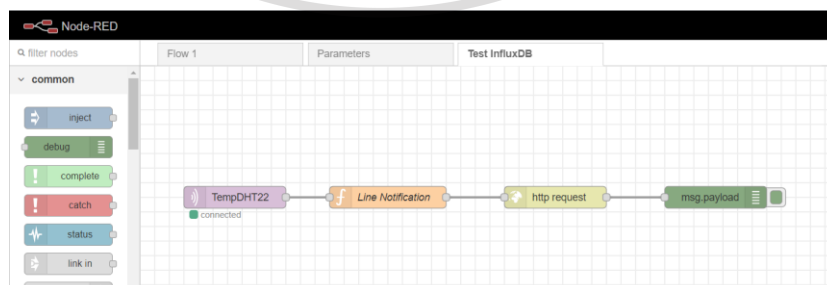 Node-RED
filter nodes
Flow 1
Parameters
Test InfluxDB
common
inject
debug
complete
catch
status
link in
TempDHT22
connected
f
Line Notification
http request
msg.payload